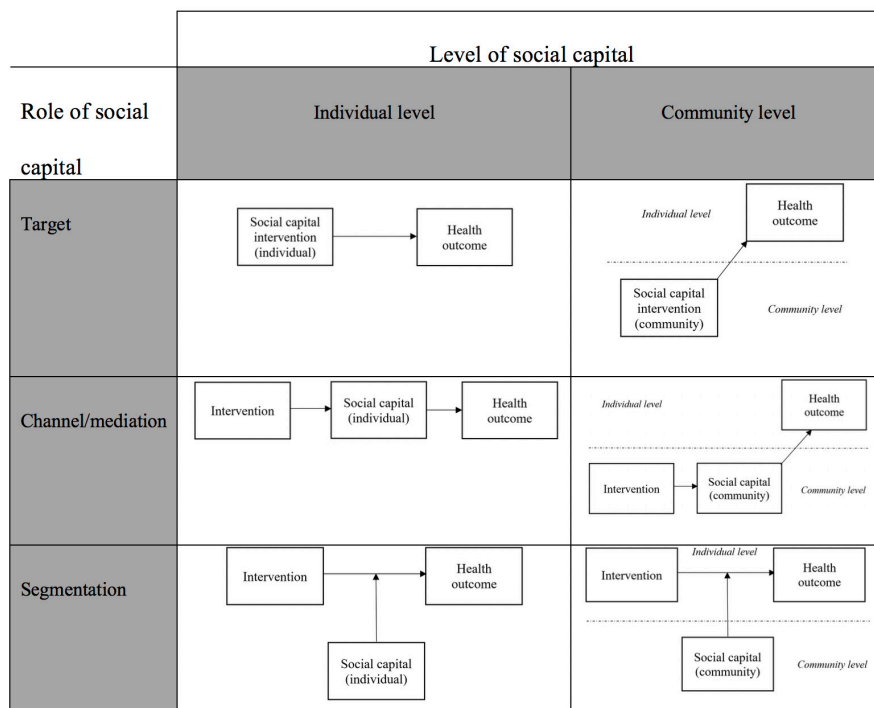 Level of social capital
Role of social
capital
Individual level
Community level
Target
Social capital
intervention
(individual)
Health
outcome
Individual level
Health
outcome
Social capital
intervention
(community)
Community level
Channel/mediation
Intervention
Social capital
(individual)
Health
outcome
Individual level
Health
outcome
Intervention
Social capital
(community)
Community level
Segmentation
Intervention
Health
outcome
Social capital
(individual)
Individual level
Intervention
Health
outcome
Social capital
(community)
Community level